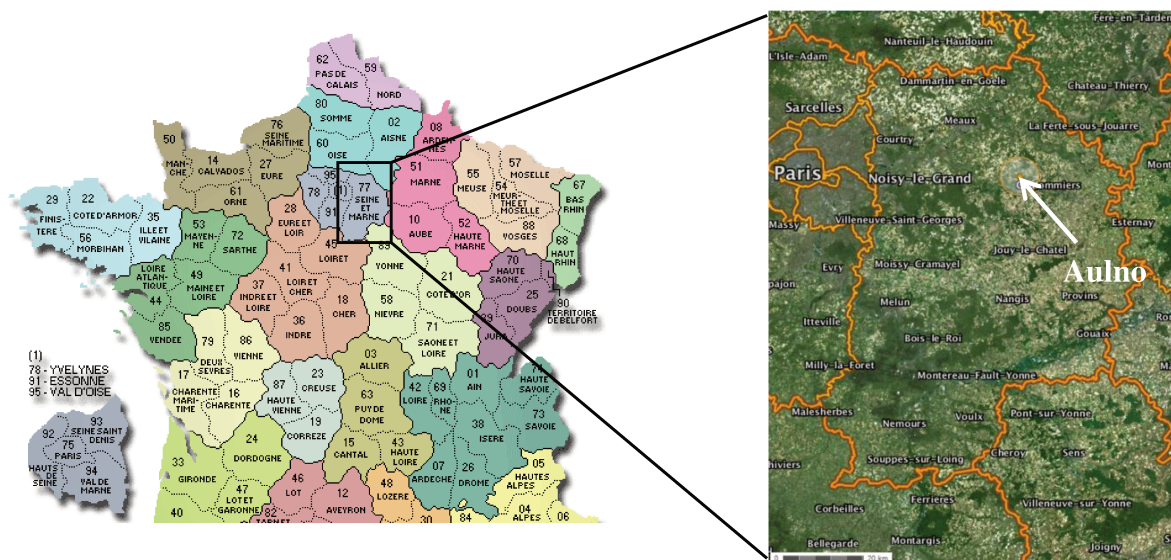 62
PAS DE
CALAIS
59
NORD
80
SOMME
02
AISNE
60
OISE
76
SEINE
MARITIME
08
ARDEN-
NES
50
MAN-
CHE
14
CALVADOS
27
EURE
61
ORNE
95
78
(1)
91
77
SEINE
ET MARNE
51
MARNE
55
MEUSE
57
MOSELLE
54
MEUR
THE ET
MOSELLE
88
VOSGES
67
BAS
RHIN
68
HAUT
RHIN
29
FINIS-
TERE
22
COTE D'ARMOR
56
MORBIHAN
35
ILLE ET
VILAINE
53
MAYEN-
NE
72
SARTHE
28
EURE ET
LOIR
45
LOIRET
10
AUBE
52
HAUTE
MARNE
89
YONNE
21
COTE D'OR
70
HAUTE
SAONE
25
DOUBS
90
TERRITOIRE
DE BELFORT
39
JURA
LOIRE
ATLAN-
TIQUE
44
49
MAINE ET
LOIRE
37
INDRE ET
LOIRE
41
LOIR ET
CHER
18
CHER
36
INDRE
58
NIEVRE
71
SAONE ET
LOIRE
85
VENDEE
79
DEUX
SEVRES
86
VIENNE
17
CHARENTE
MARI-
TIME
16
CHARENTE
87
HAUTE
VIENNE
23
CREUSE
19
CORREZE
03
ALLIER
63
PUY DE
DOME
42
LOIRE
69
RHO-
NE
01
AIN
74
HAUTE
SAVOIE
73
SAVOIE
38
ISERE
15
CANTAL
43
HAUTE
LOIRE
07
ARDECHE
26
DROME
05
HAUTES
ALPES
04
ALPES
06
24
DORDOGNE
33
GIRONDE
47
LOT ET
GARONNE
46
LOT
12
AVEYRON
48
LOZERE
40
82
TARN ET
30
84
(1)
78 - YVELYNES
91 - ESSONNE
95 - VAL D'OISE
92
HAUTS
DE
SEINE
93
SEINE SAINT
DENIS
75
PARIS
94
VAL DE
MARNE
Fère-en-Tarden
Nanteuil-le-Haudouin
L'Isle-Adam
Dammartin-en-Goële
Chateau-Thierry
Sarcelles
Meaux
Courtry
La Ferte-sous-Jouarre
Paris
Noisy-le-Grand
Villeneuve-Saint-Georges
Massy
Esternay
Jouy-le-Chatel
Evry
Moissy-Cramayel
Aulno
pajon
Melun
Nangis
Provins
Itteville
Bois-le-Roi
Gouaix
Milly-la-Foret
Montereau-Fault-Yonne
Malesherbes
Voulx
Pont-sur-Yonne
Nemours
Cheroy
Sens
hiviers
Souppes-sur-Loing
Ferrières
Villeneuve-sur-Yonne
Corbeilles
Bellegarde
Montargis
Joigny
0
20 km